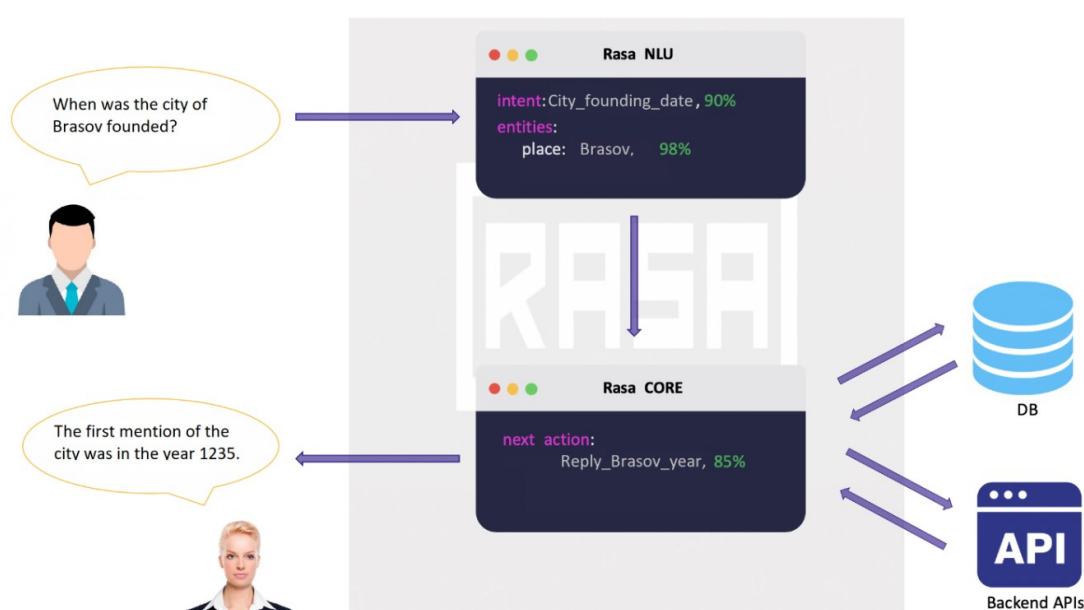 Rasa NLU
When was the city of
Brasov founded?
intent:City_founding_date, 90%
entities:
place: Brasov, 98%
RASA
Rasa CORE
The first mention of the
city was in the year 1235.
next action:
Reply_Brasov_year, 85%
DB
API
Backend APIs